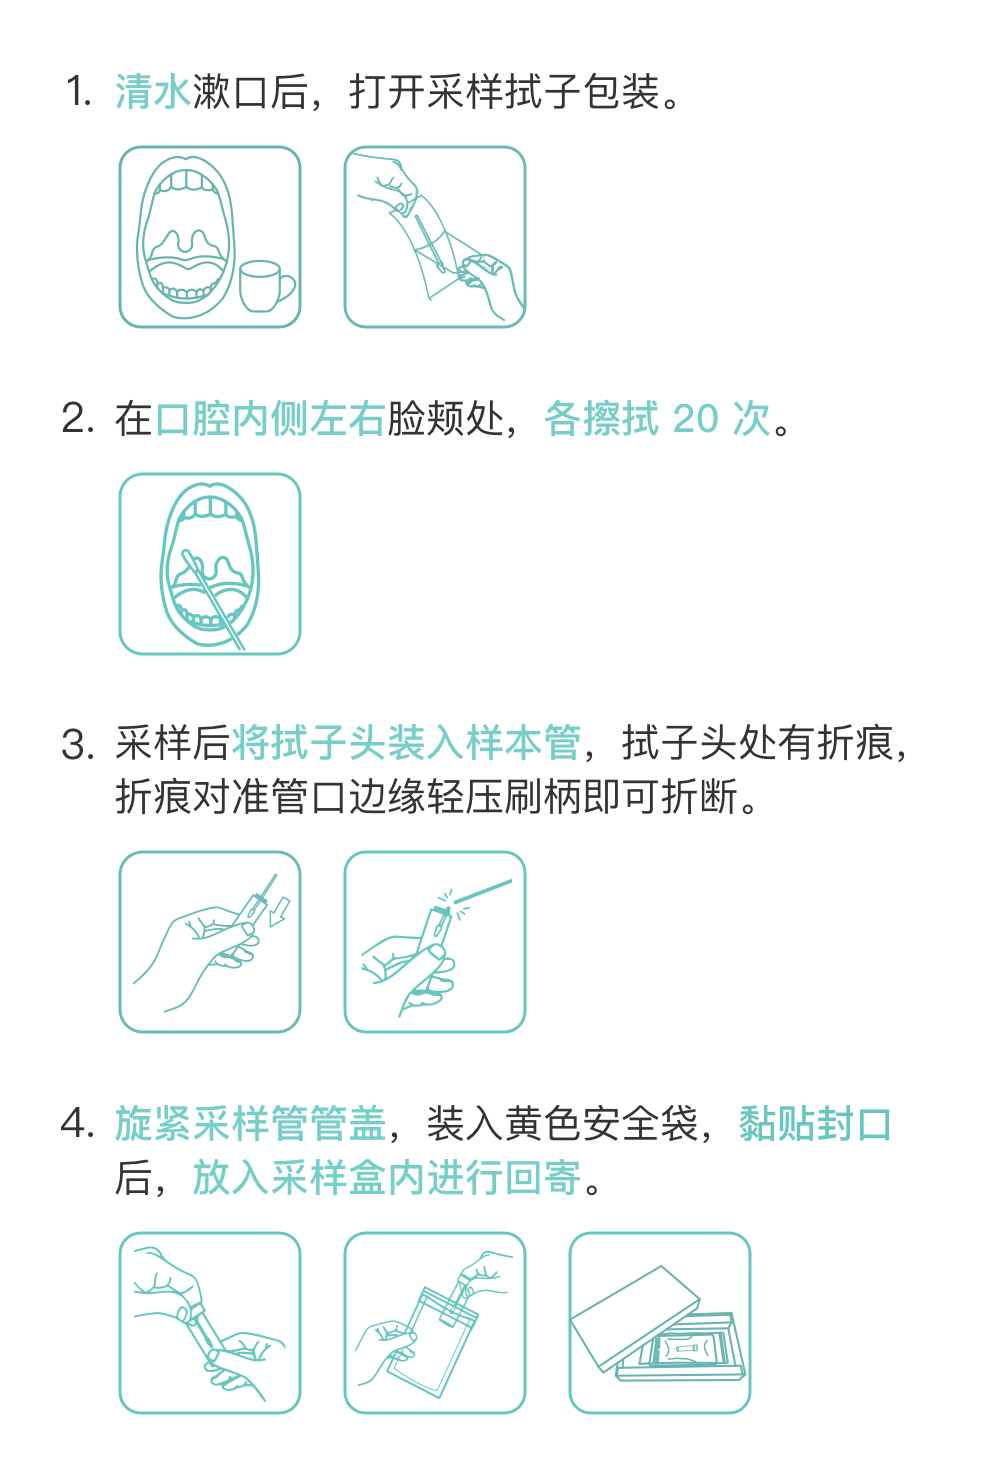 1. 清水漱口后，打开采样拭子包装。
2. 在口腔内侧左右脸颊处，各擦拭 20 次。
3. 采样后将拭子头装入样本管，拭子头处有折痕，
折痕对准管口边缘轻压刷柄即可折断。
4. 旋紧采样管管盖，装入黄色安全袋，黏贴封口
后，放入采样盒内进行回寄。